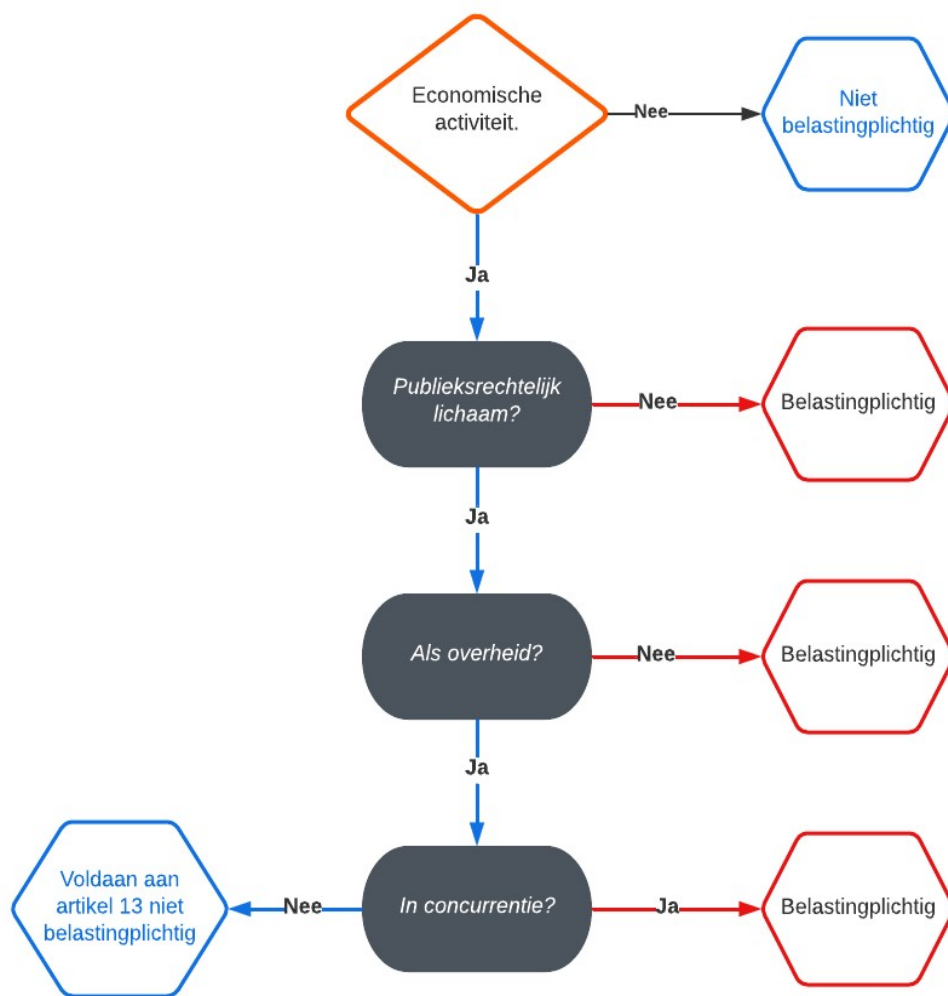 Economische
activiteit.
Nee
Niet
belastingplichtig
Ja
Publieksrechtelijk
lichaam?
Nee
Belastingplichtig
Ja
Als overheid?
Nee
Belastingplichtig
Ja
Voldaan aan
artikel 13 niet
belastingplichtig
Nee
In concurrentie?
Ja
Belastingplichtig